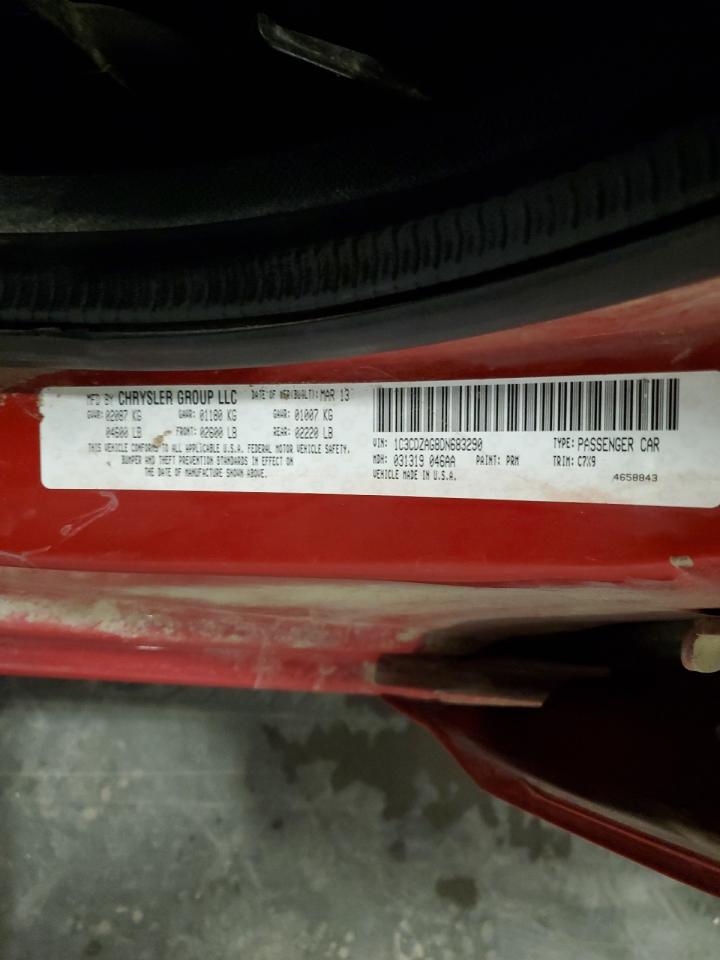 MFD BY CHRYSLER GROUP LLC DATE OF MFR(BUILT): MAR 13
GVWR: 02087 KG GAWR: 01180 KG GAWR: 01007 KG
04600 LB FRONT: 02600 LB REAR: 02220 LB
THIS VEHICLE CONFORMS TO ALL APPLICABLE U.S.A. FEDERAL MOTOR VEHICLE SAFETY,
BUMPER AND THEFT PREVENTION STANDARDS IN EFFECT ON
THE DATE OF MANUFACTURE SHOWN ABOVE.
VIN: 1C3CDZAG8DN683290 TYPE: PASSENGER CAR
MDH: 031319 046AA PAINT: PRM TRIM: C7X9
VEHICLE MADE IN U.S.A. 4658843